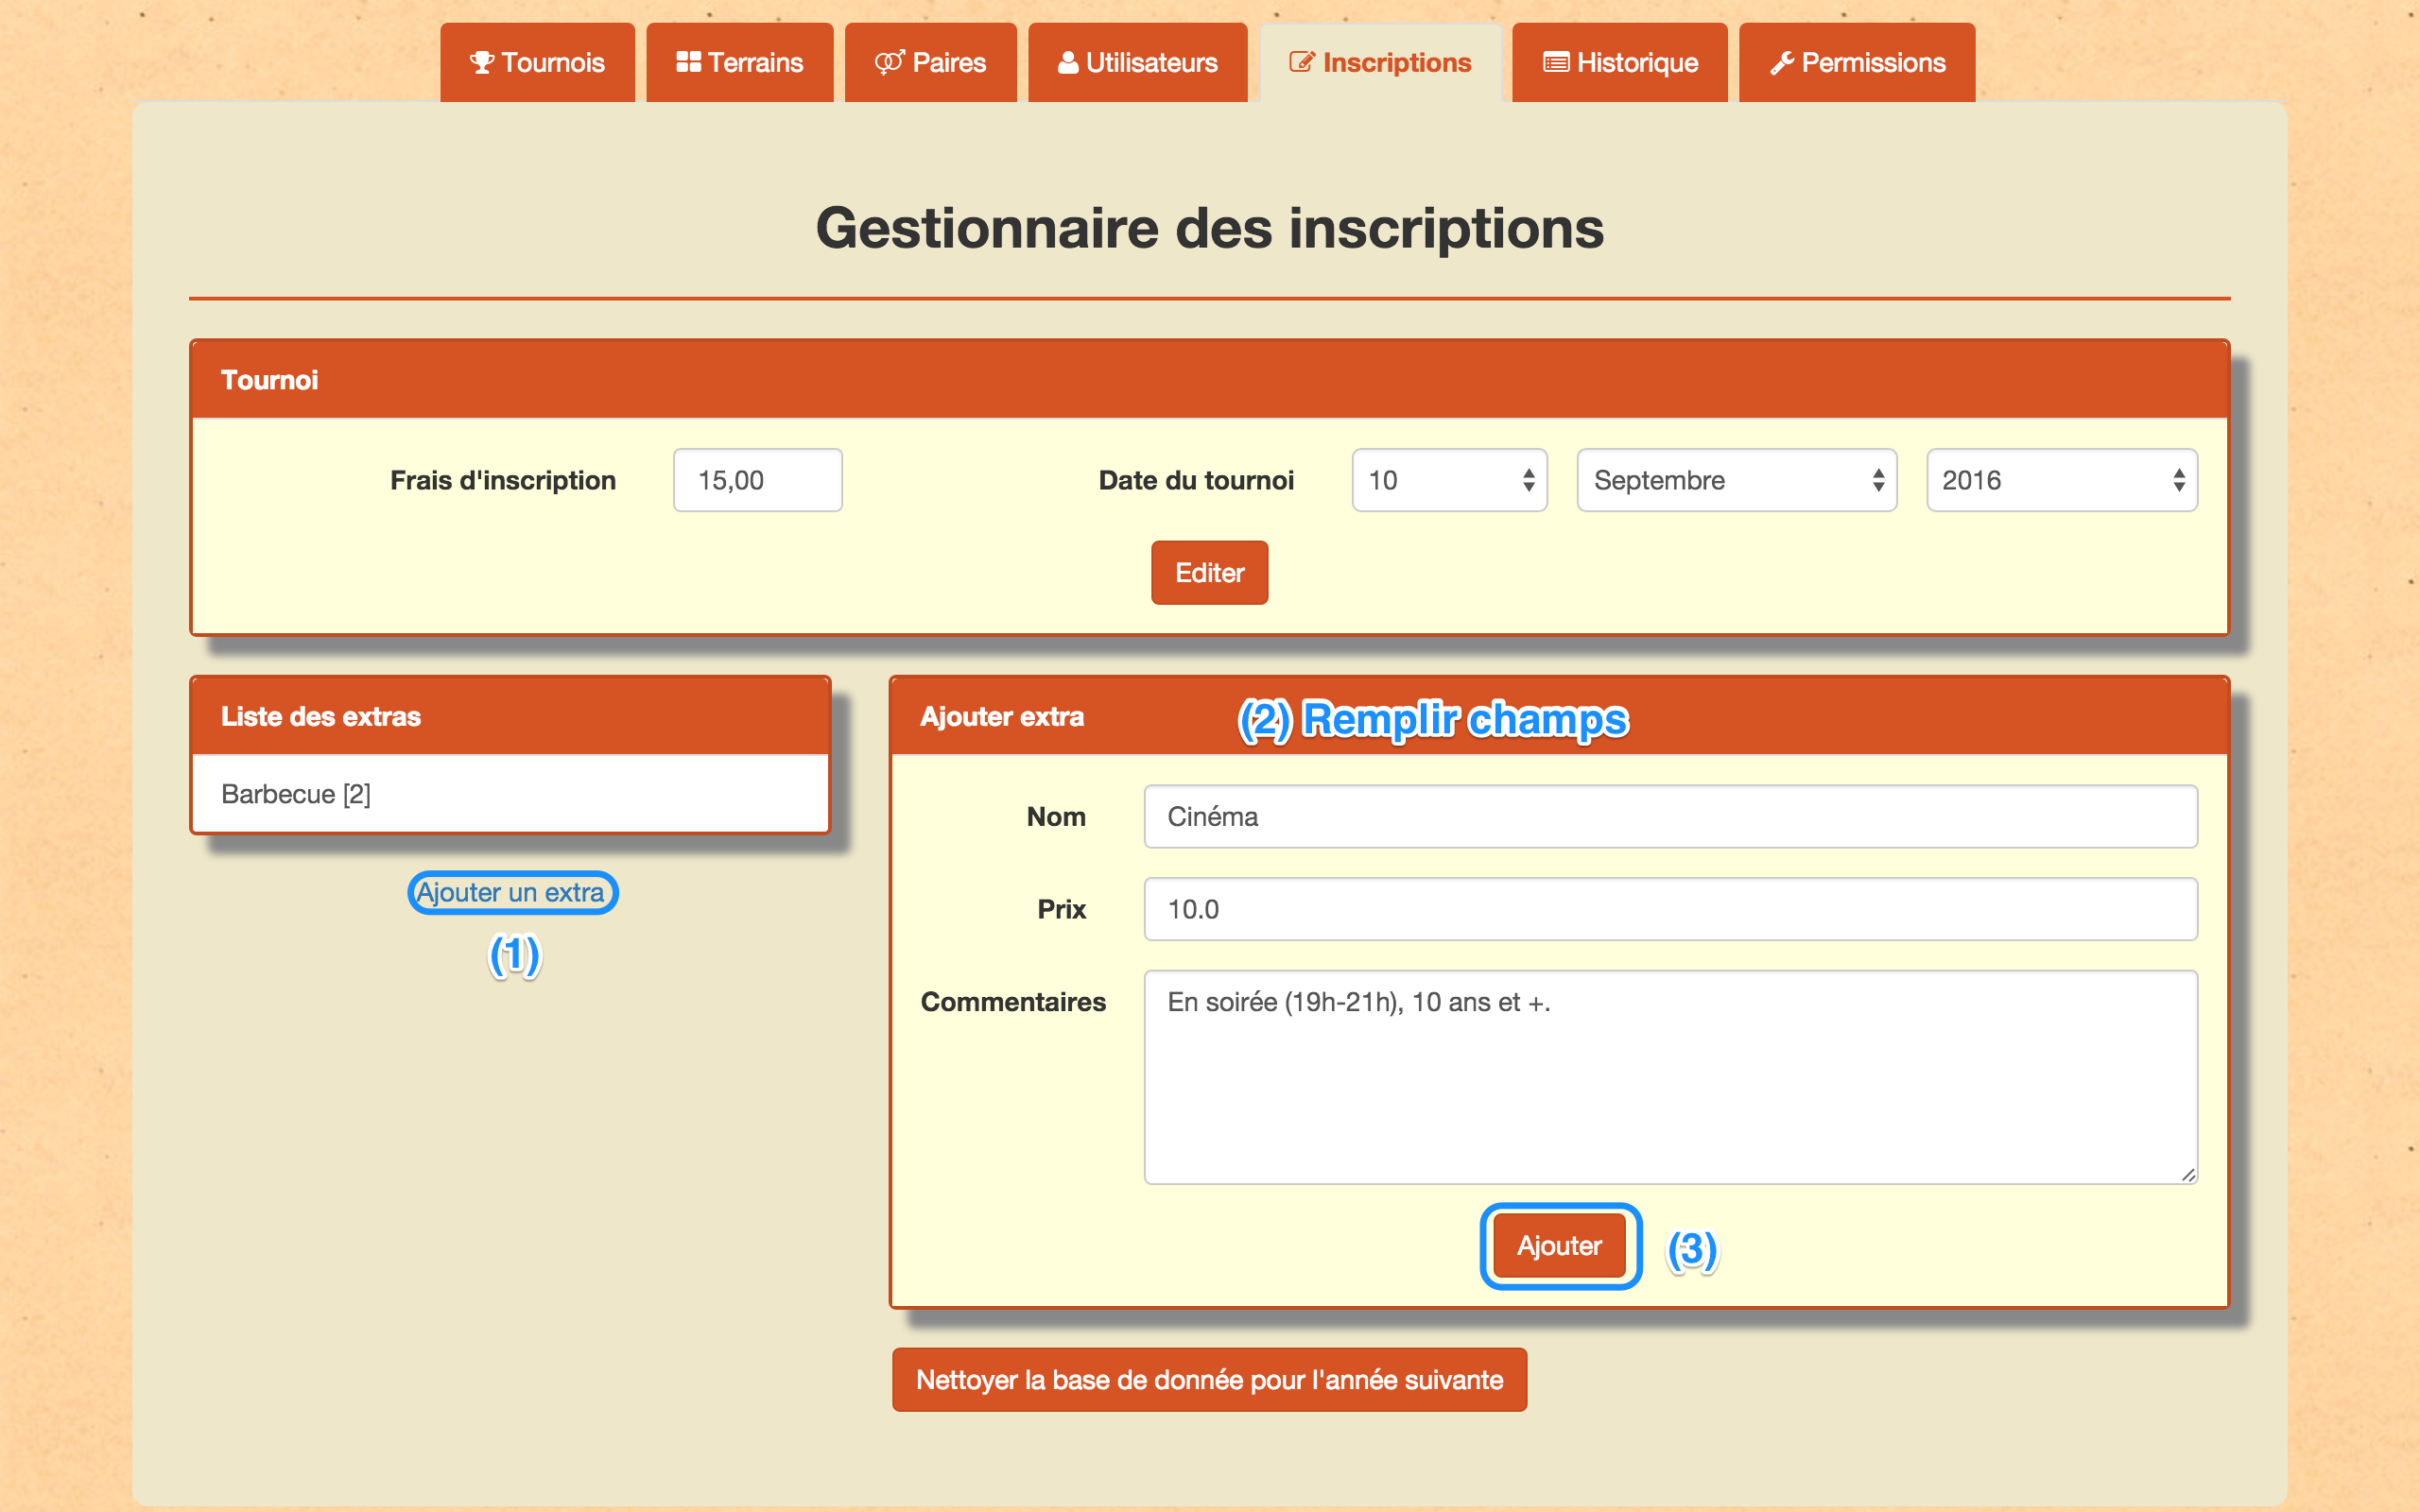 Tournois Terrains Paires Utilisateurs Inscriptions Historique Permissions
Gestionnaire des inscriptions
Tournoi
Frais d'inscription 15,00 Date du tournoi 10 Septembre 2016
Editer
Liste des extras
Barbecue [2]
Ajouter un extra
(1)
Ajouter extra (2) Remplir champs
Nom Cinéma
Prix 10.0
Commentaires En soirée (19h-21h), 10 ans et +.
Ajouter (3)
Nettoyer la base de donnée pour l'année suivante